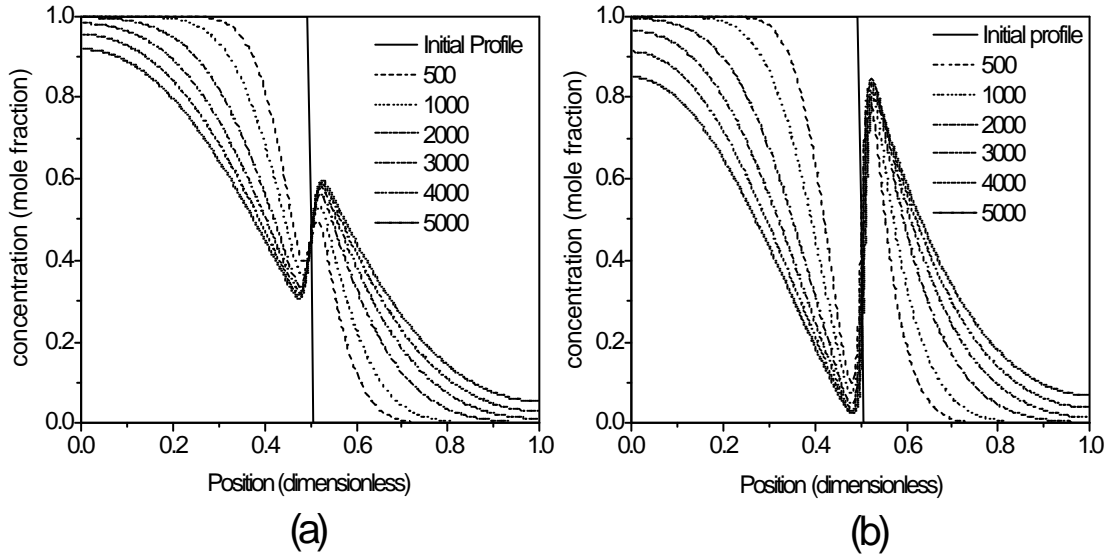 concentration (mole fraction)
1.0
0.8
0.6
0.4
0.2
0.0
Initial Profile
500
1000
2000
3000
4000
5000
0.0 0.2 0.4 0.6 0.8 1.0
Position (dimensionless)
(a)
concentration (mole fraction)
1.0
0.8
0.6
0.4
0.2
0.0
Initial profile
500
1000
2000
3000
4000
5000
0.0 0.2 0.4 0.6 0.8 1.0
Position (dimensionless)
(b)